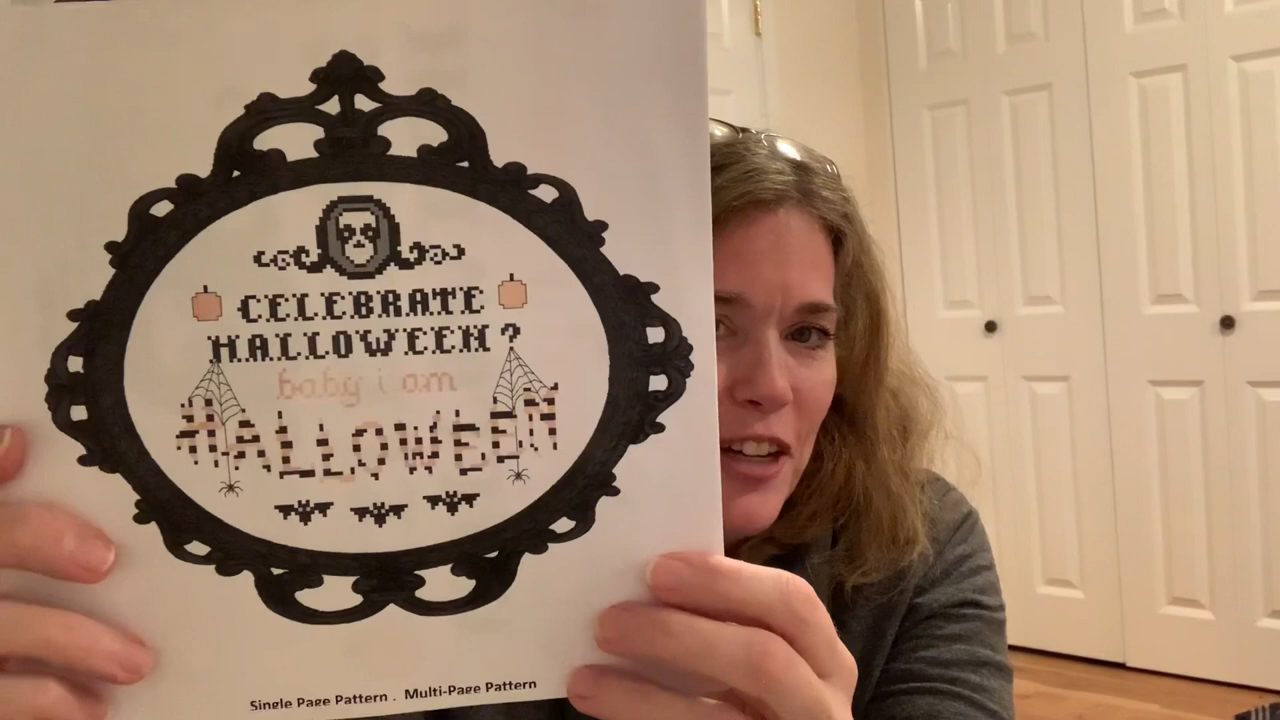 CELEBRATE
HALLOWEEN?
baby i am
HALLOWEEN
Single Page Pattern . Multi-Page Pattern